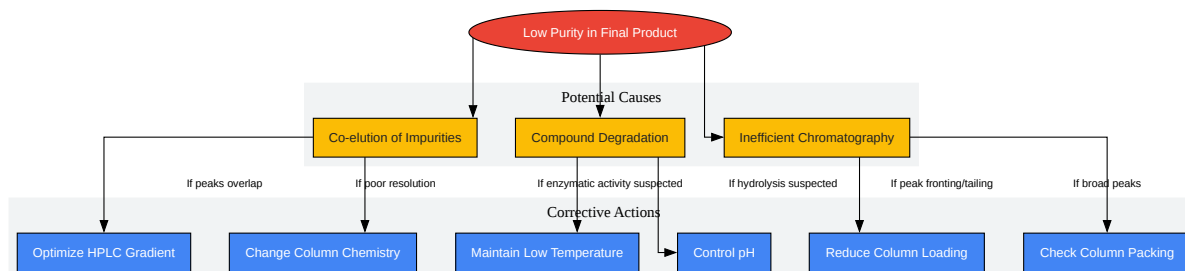 Low Purity in Final Product
Potential Causes
Co-elution of Impurities
Compound Degradation
Inefficient Chromatography
If peaks overlap
If poor resolution
If enzymatic activity suspected
If hydrolysis suspected
If peak fronting/tailing
If broad peaks
Corrective Actions
Optimize HPLC Gradient
Change Column Chemistry
Maintain Low Temperature
Control pH
Reduce Column Loading
Check Column Packing